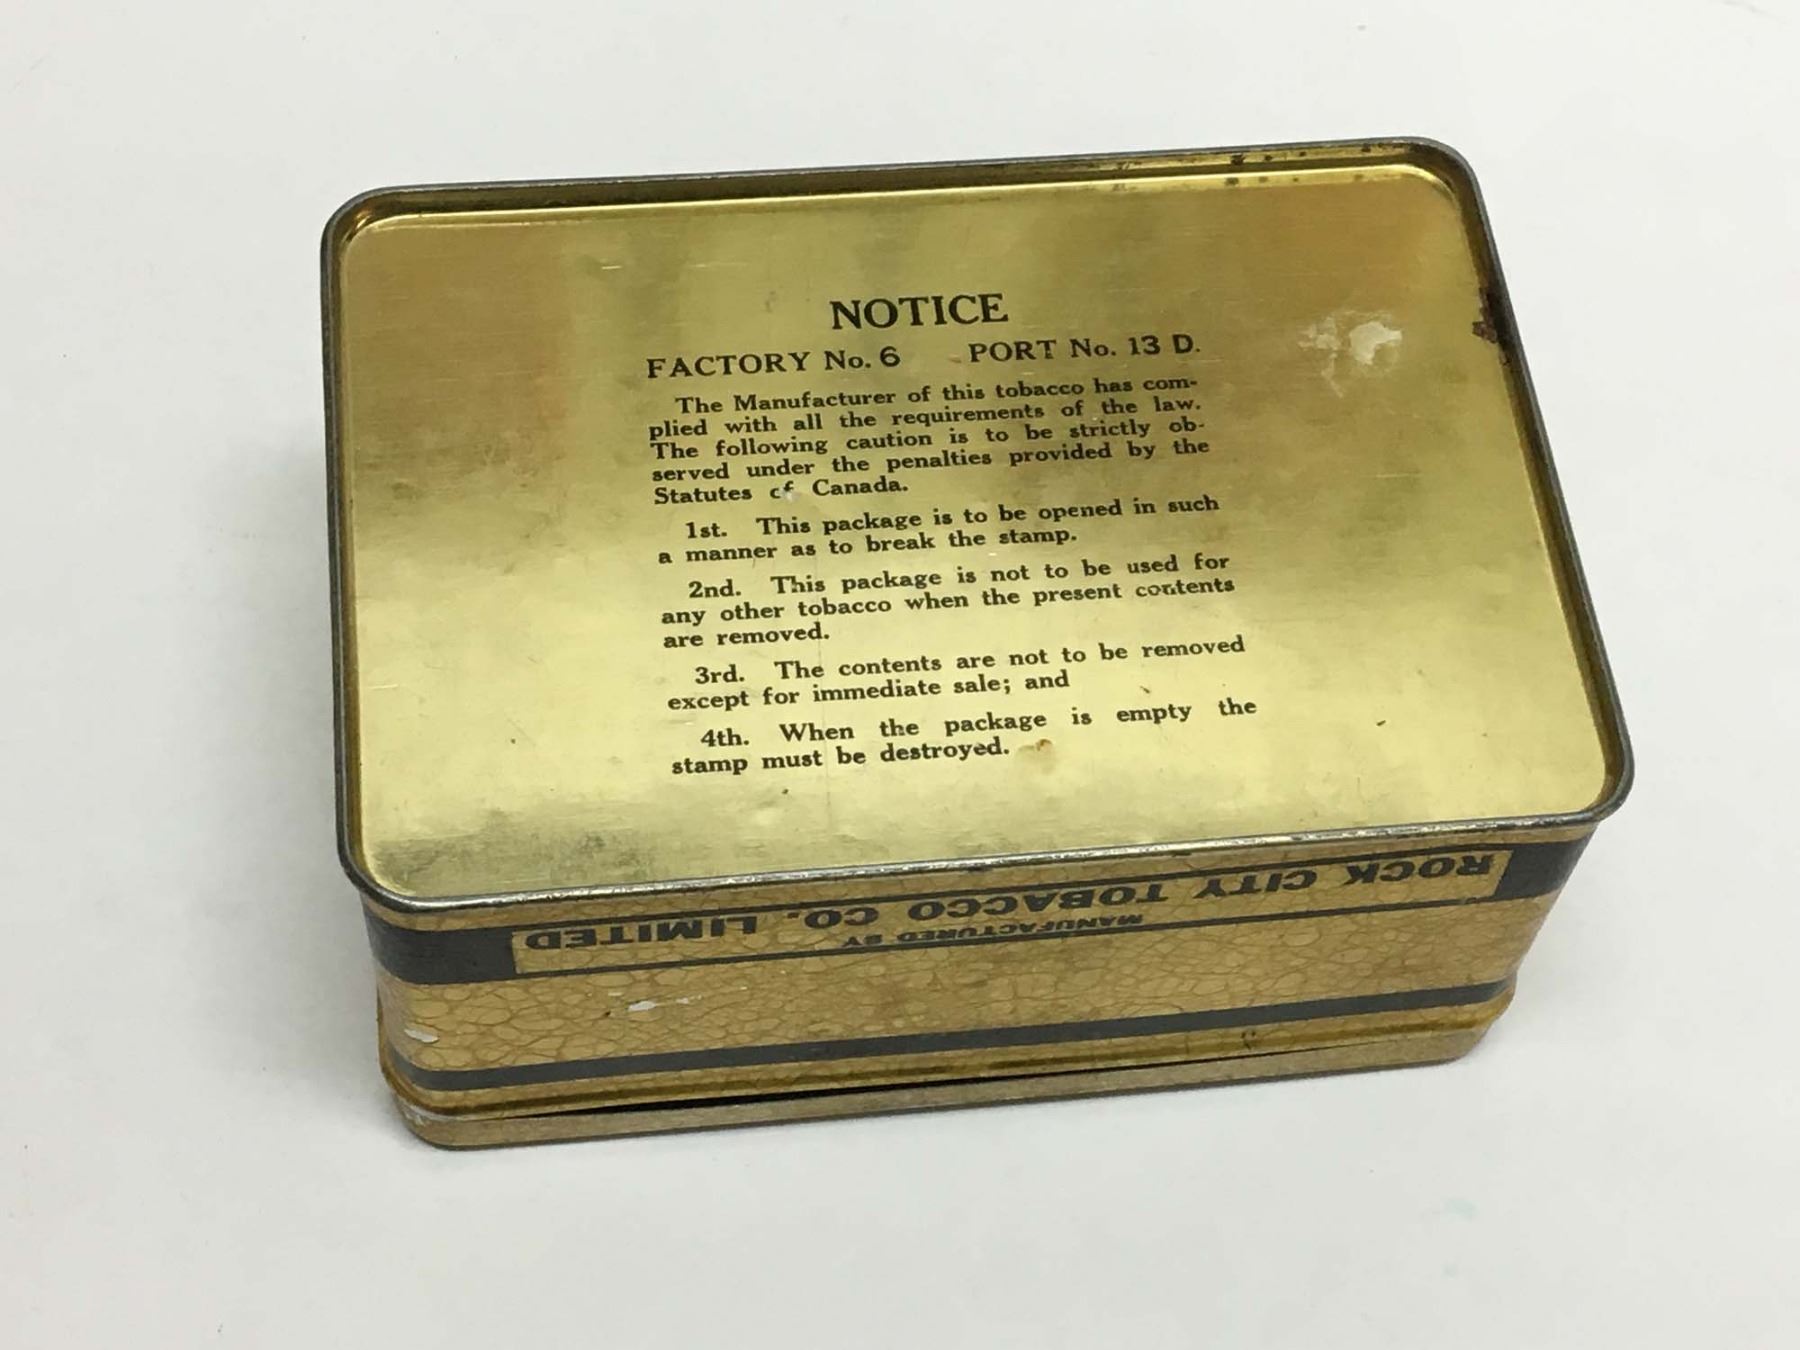 NOTICE
FACTORY No. 6 PORT No. 13 D.
The Manufacturer of this tobacco has com-
plied with all the requirements of the law.
The following caution is to be strictly ob-
served under the penalties provided by the
Statutes of Canada.
1st. This package is to be opened in such
a manner as to break the stamp.
2nd. This package is not to be used for
any other tobacco when the present contents
are removed.
3rd. The contents are not to be removed
except for immediate sale; and
4th. When the package is empty the
stamp must be destroyed.
MANUFACTURED BY
ROCK CITY TOBACCO CO. LIMITED